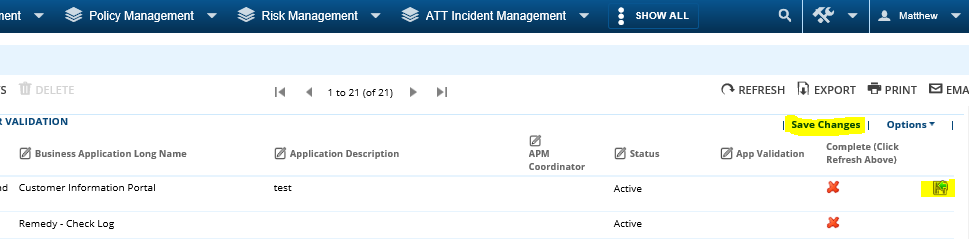 ment Policy Management Risk Management ATT Incident Management SHOW ALL Matthew
S DELETE 1 to 21 (of 21) REFRESH EXPORT PRINT EMA
R VALIDATION | Save Changes | Options |
Business Application Long Name Application Description APM Coordinator Status App Validation Complete (Click Refresh Above)
nd Customer Information Portal test Active
Remedy - Check Log Active